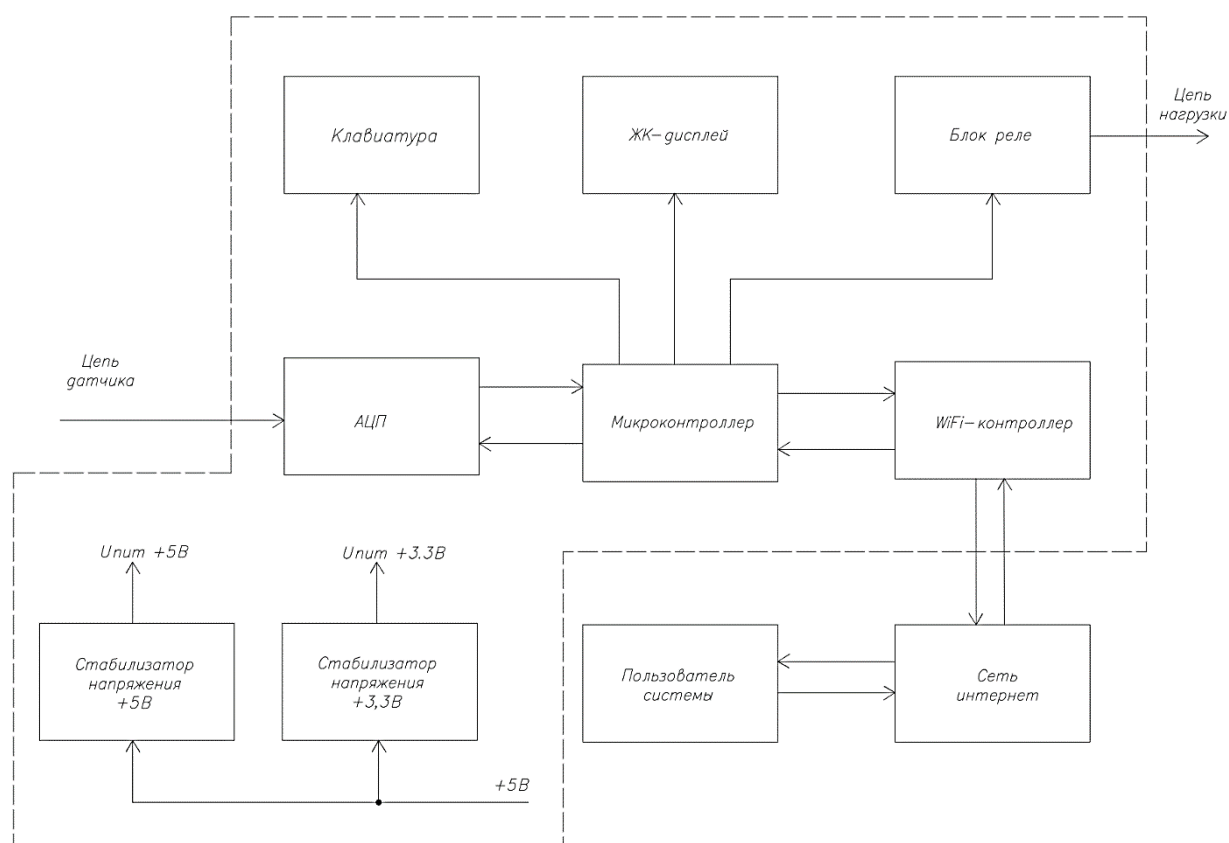 Клавиатура
ЖК-дисплей
Блок реле
Цепь
нагрузки
Цепь
датчика
АЦП
Микроконтроллер
WiFi-контроллер
Uпит +5В
Uпит +3.3В
Стабилизатор
напряжения
+5В
Стабилизатор
напряжения
+3,3В
Пользователь
системы
Сеть
интернет
+5В